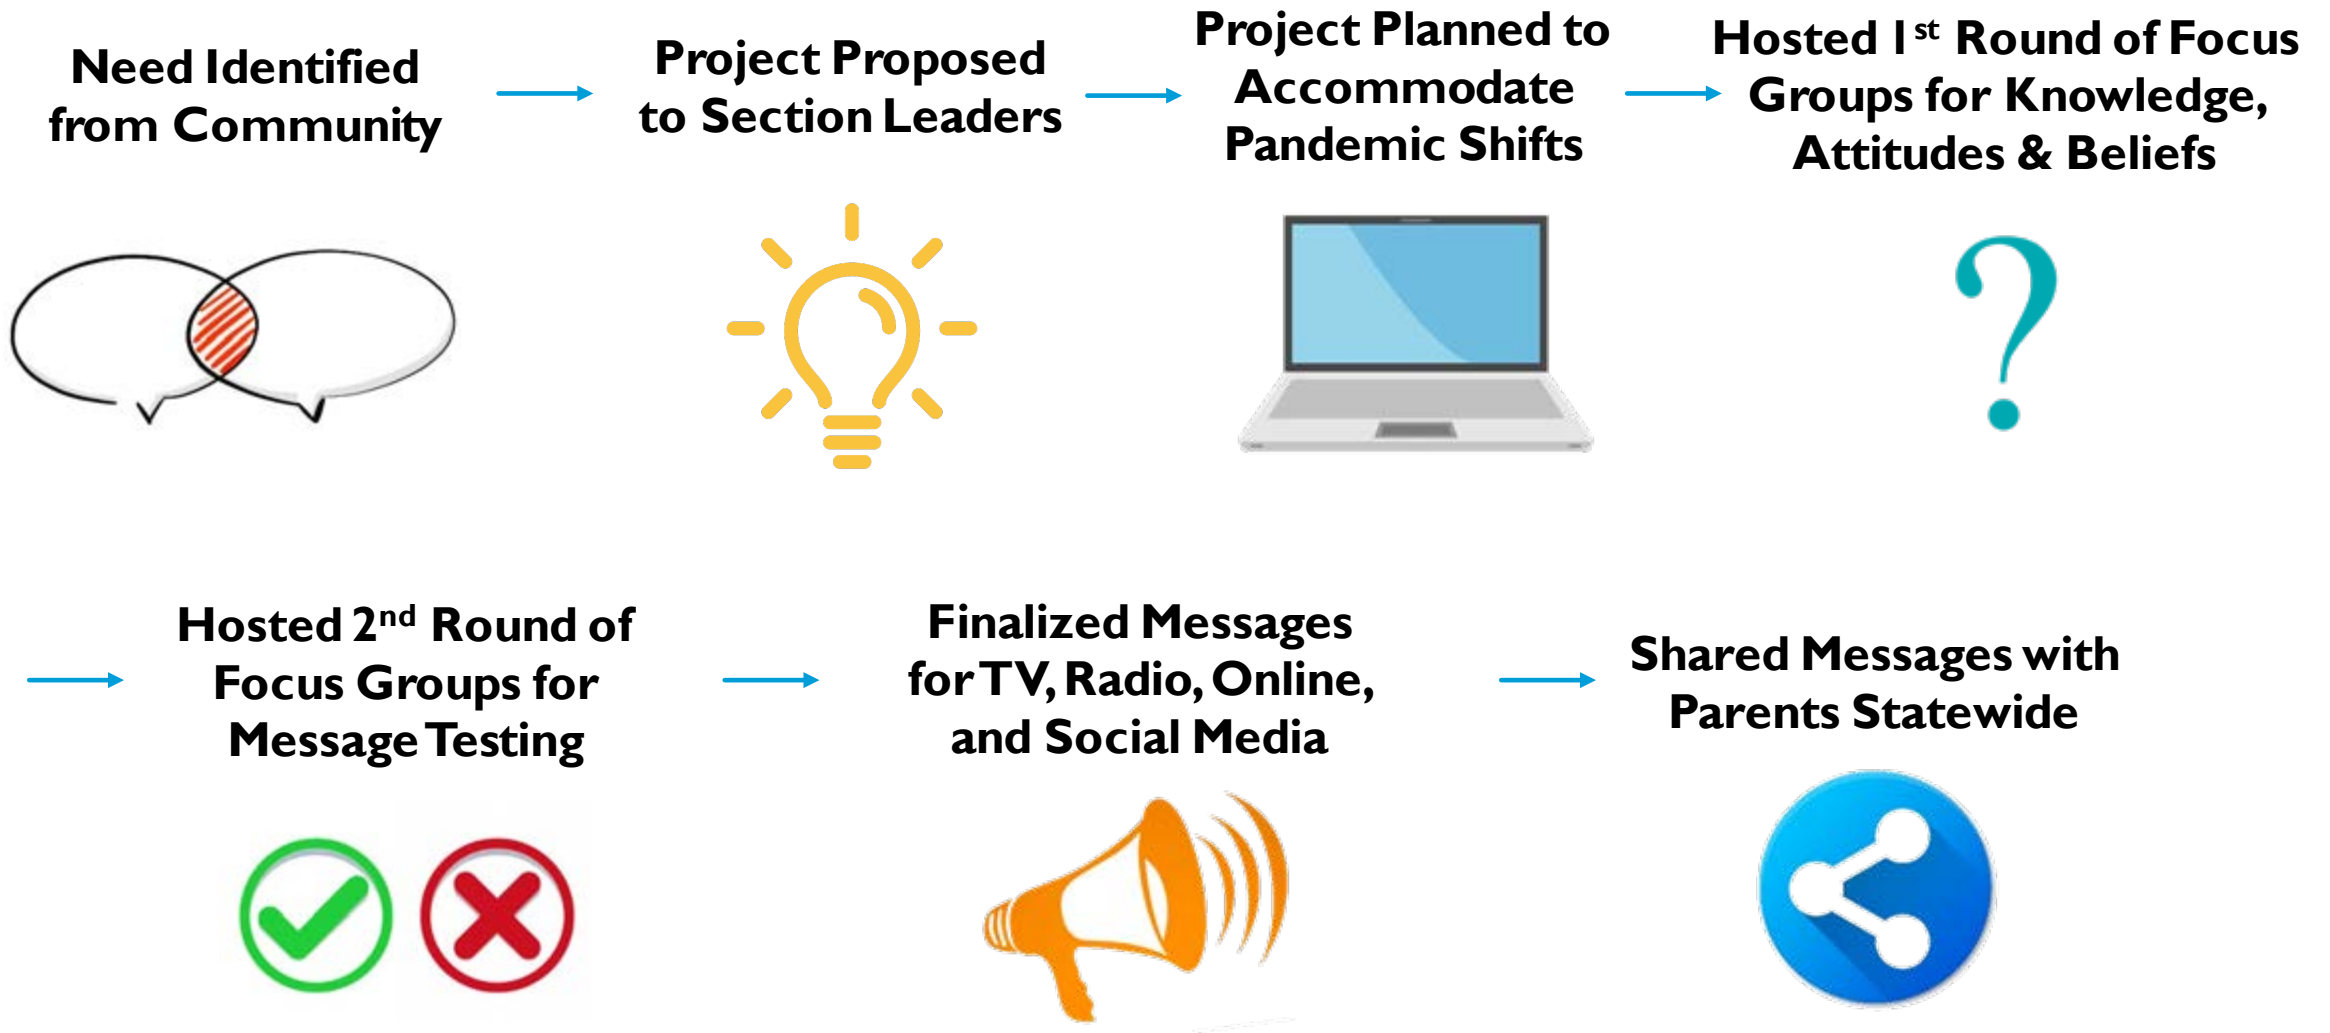 Need Identified
from Community
Project Proposed
to Section Leaders
Project Planned to
Accommodate
Pandemic Shifts
Hosted 1st Round of Focus
Groups for Knowledge,
Attitudes & Beliefs
Hosted 2nd Round of
Focus Groups for
Message Testing
Finalized Messages
for TV, Radio, Online,
and Social Media
Shared Messages with
Parents Statewide